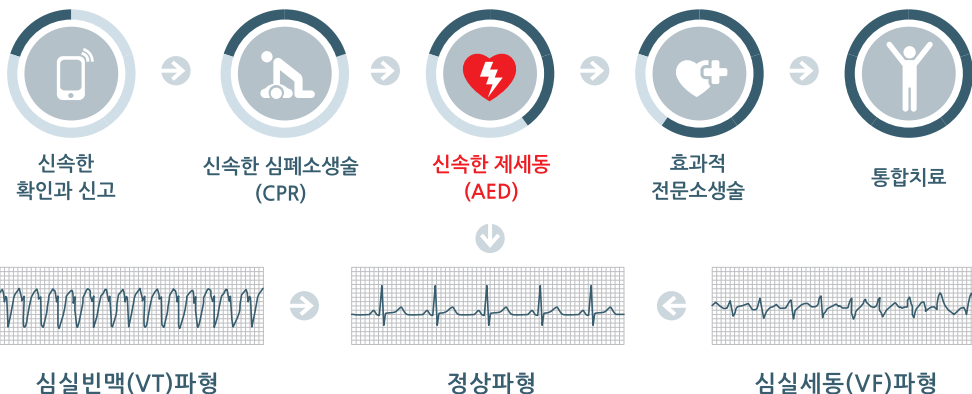 신속한
확인과 신고
신속한 심폐소생술
(CPR)
신속한 제세동
(AED)
효과적
전문소생술
통합치료
심실빈맥(VT)파형
정상파형
심실세동(VF)파형